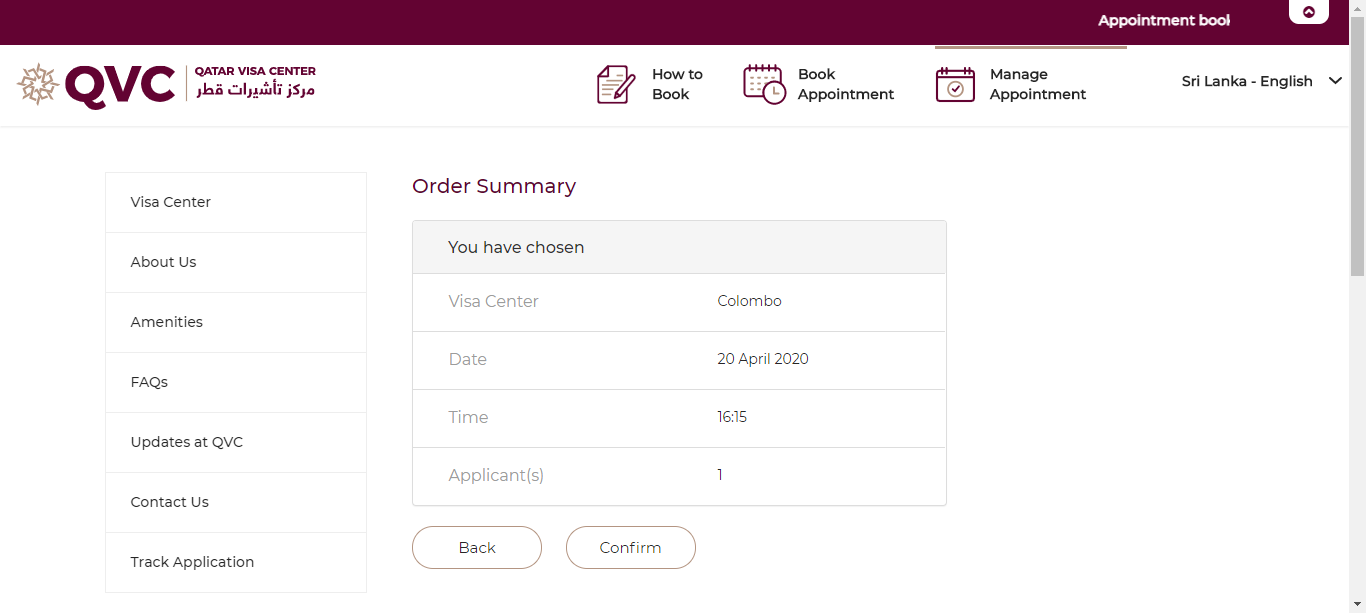 Appointment book
QVC
QATAR VISA CENTER
مركز تأشيرات قطر
How to
Book
Book
Appointment
Manage
Appointment
Sri Lanka - English
Visa Center
About Us
Amenities
FAQs
Updates at QVC
Contact Us
Track Application
Order Summary
You have chosen
Visa Center Colombo
Date 20 April 2020
Time 16:15
Applicant(s) 1
Back Confirm